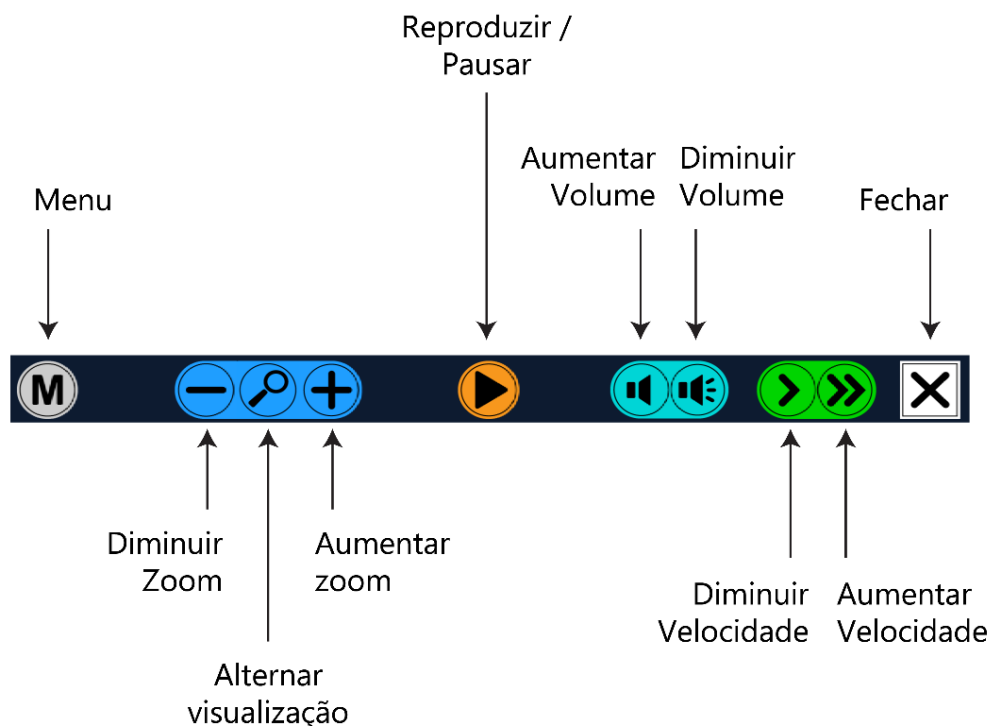 Reproduzir /
Pausar
Aumentar
Volume
Diminuir
Volume
Menu
Fechar
M
Diminuir
Zoom
Aumentar
zoom
Alternar
visualização
Diminuir
Velocidade
Aumentar
Velocidade